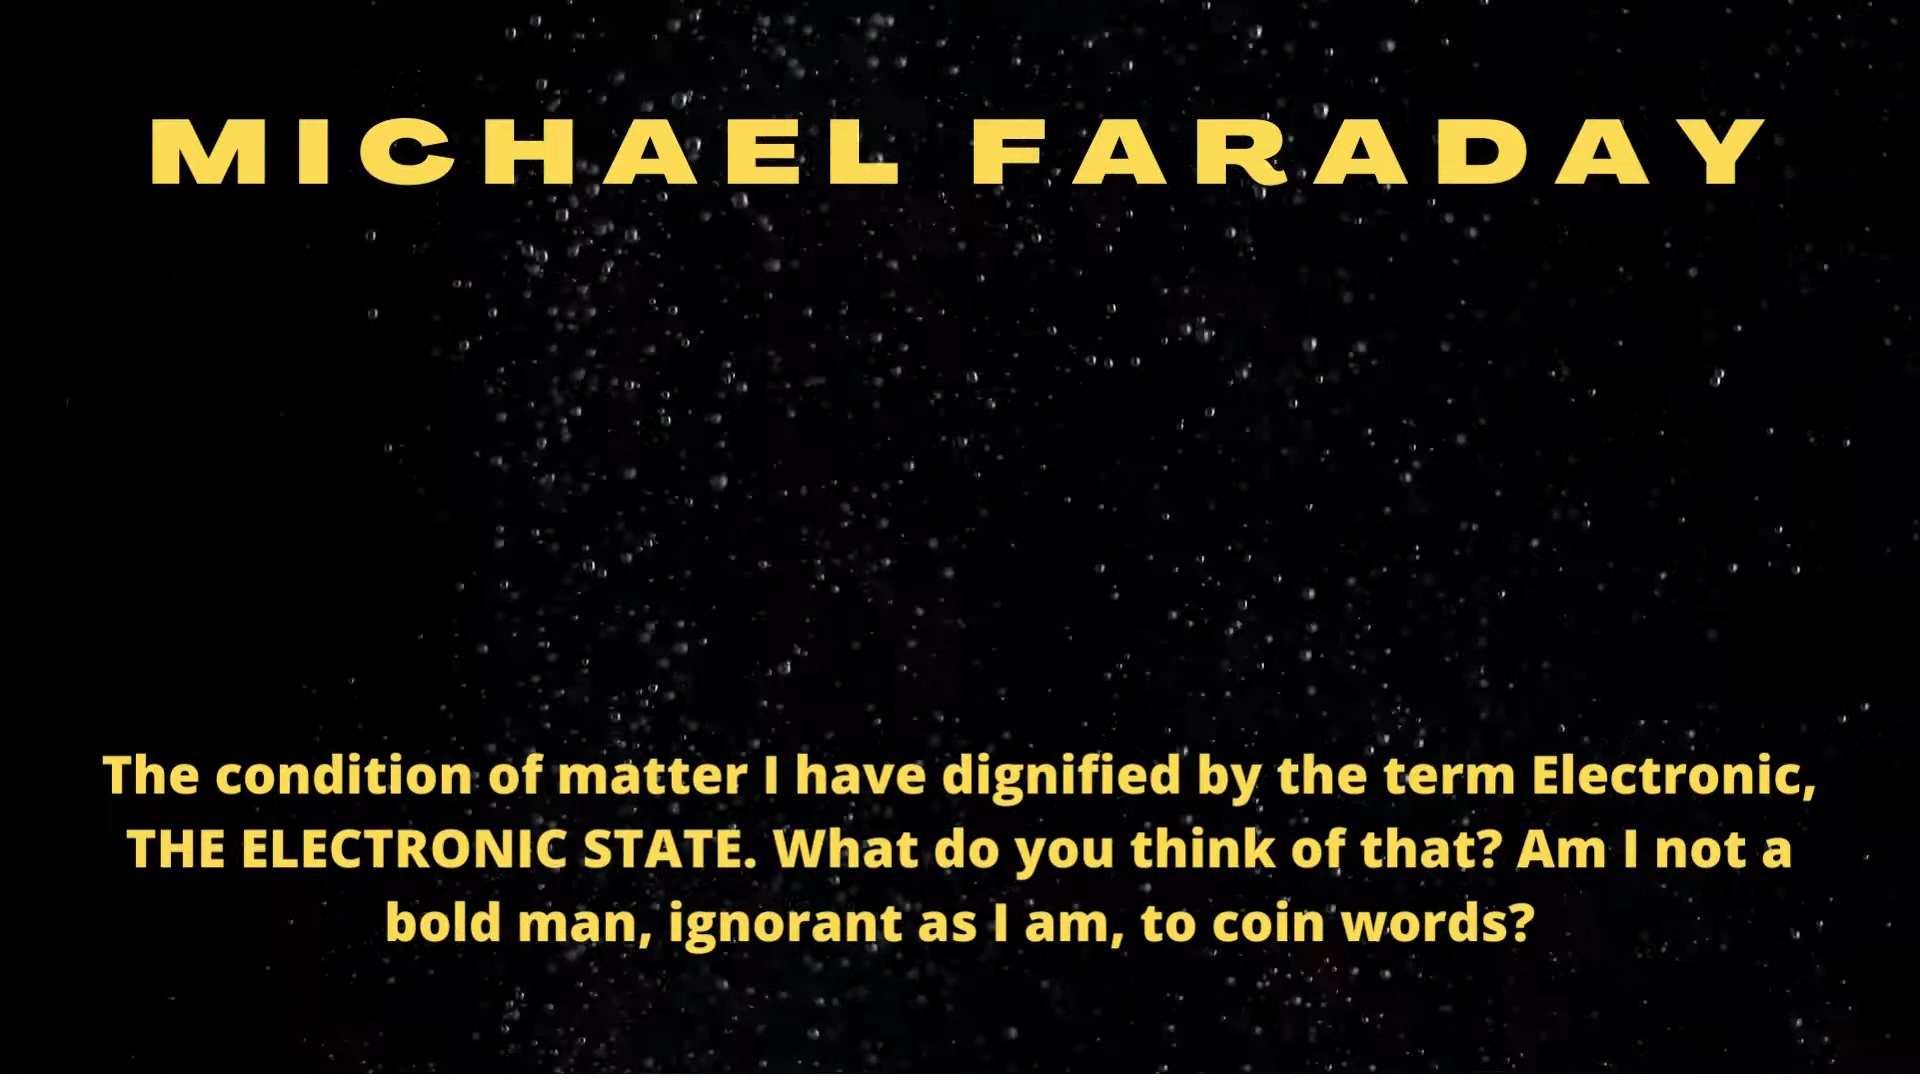 MICHAEL FARADAY
The condition of matter I have dignified by the term Electronic,
THE ELECTRONIC STATE. What do you think of that? Am I not a
bold man, ignorant as I am, to coin words?